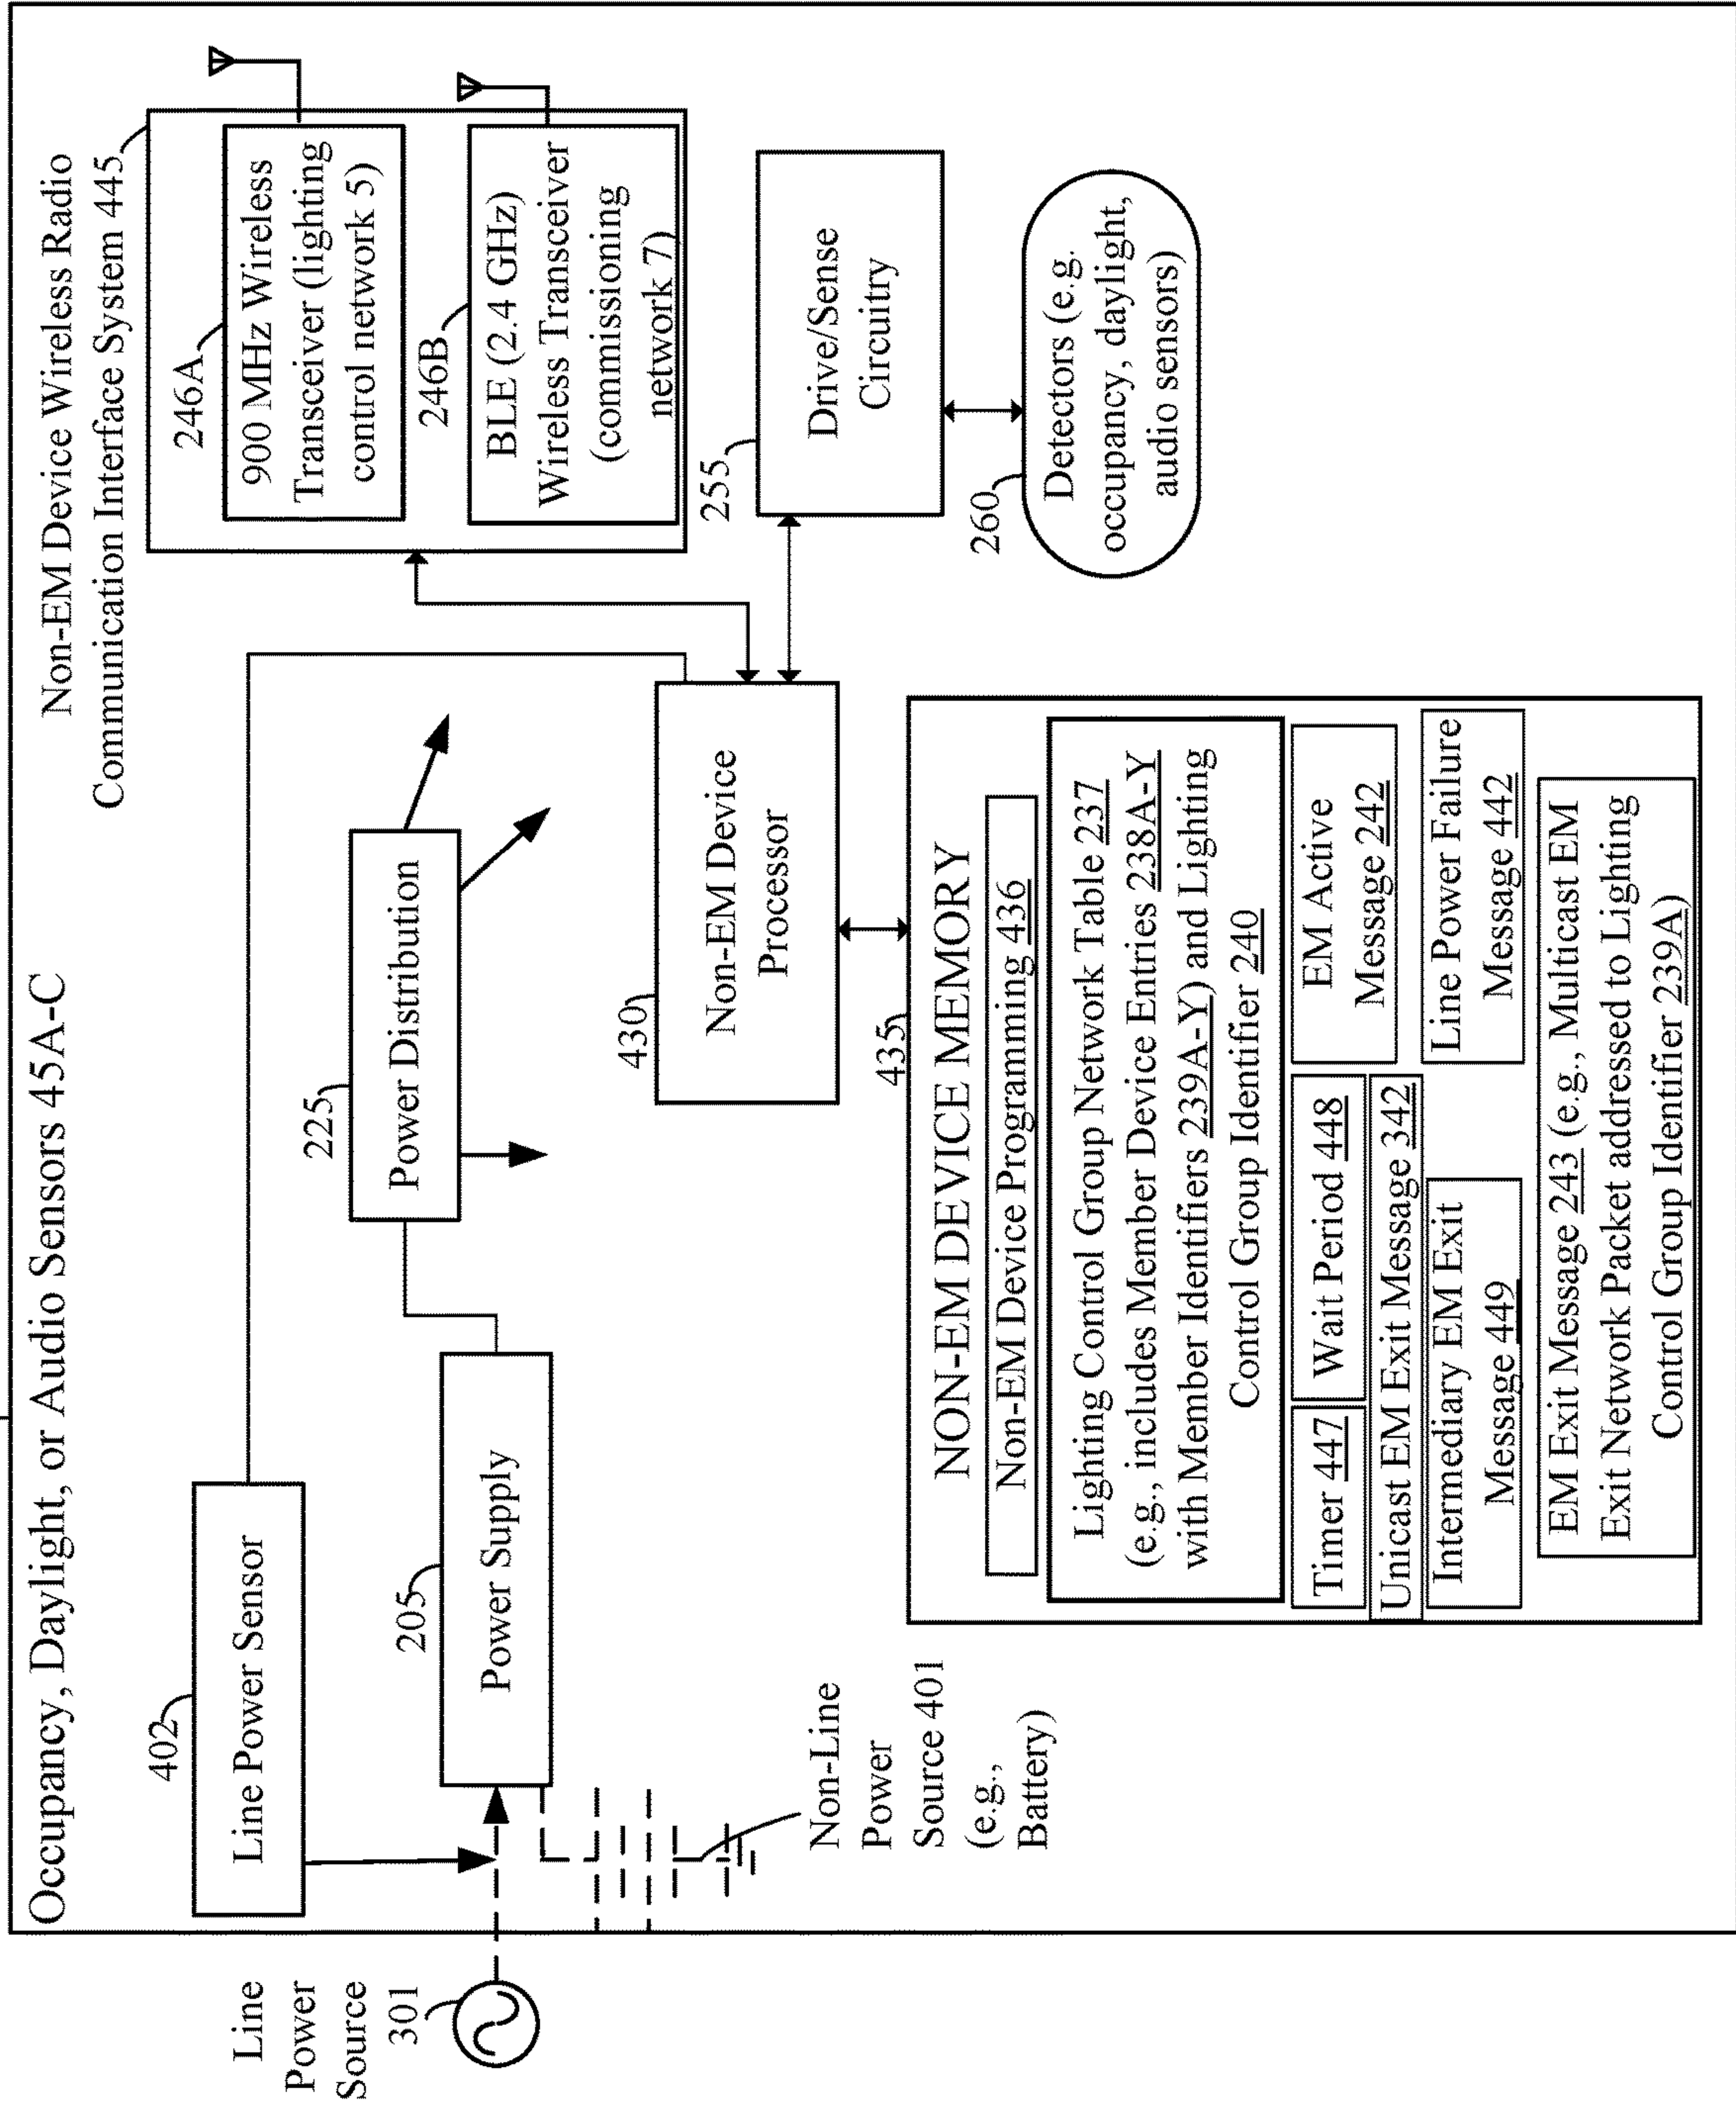 Occupancy, Daylight, or Audio Sensors 45A-C
Line
Power
Source
301
402
Line Power Sensor
205
Power Supply
225
Power Distribution
Non-Line
Power
Source 401
(e.g.,
Battery)
Non-EM Device Wireless Radio
Communication Interface System 445
246A
900 MHz Wireless
Transceiver (lighting
control network 5)
246B
BLE (2.4 GHz)
Wireless Transceiver
(commissioning
network 7)
430
Non-EM Device
Processor
255
Drive/Sense
Circuitry
260
Detectors (e.g.
occupancy, daylight,
audio sensors)
435
NON-EM DEVICE MEMORY
Non-EM Device Programming 436
Lighting Control Group Network Table 237
(e.g., includes Member Device Entries 238A-Y
with Member Identifiers 239A-Y) and Lighting
Control Group Identifier 240
Timer 447
Wait Period 448
EM Active
Message 242
Unicast EM Exit Message 342
Intermediary EM Exit
Message 449
Line Power Failure
Message 442
EM Exit Message 243 (e.g., Multicast EM
Exit Network Packet addressed to Lighting
Control Group Identifier 239A)